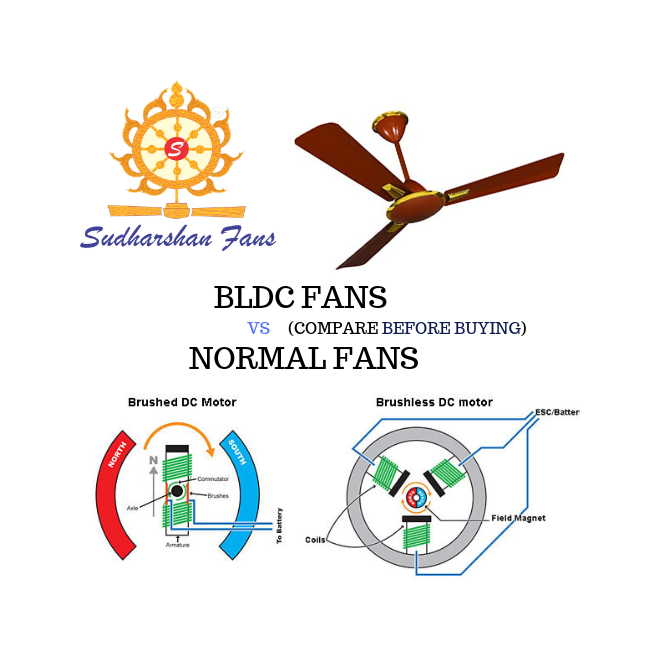 S
Sudharshan Fans
BLDC FANS
VS (COMPARE BEFORE BUYING)
NORMAL FANS
Brushed DC Motor
NORTH
SOUTH
N
Commutator
Brushes
Axle
Armature
To Battery
Brushless DC motor
ESC/Batter
Field Magnet
Coils